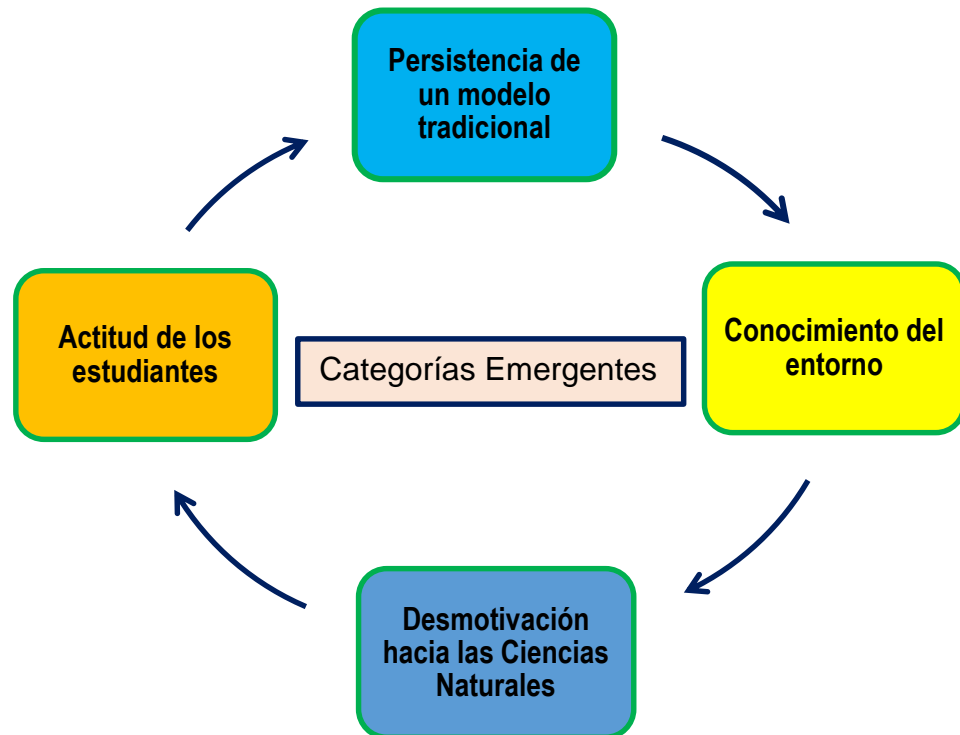 Persistencia de
un modelo
tradicional
Actitud de los
estudiantes
Categorías Emergentes
Conocimiento del
entorno
Desmotivación
hacia las Ciencias
Naturales